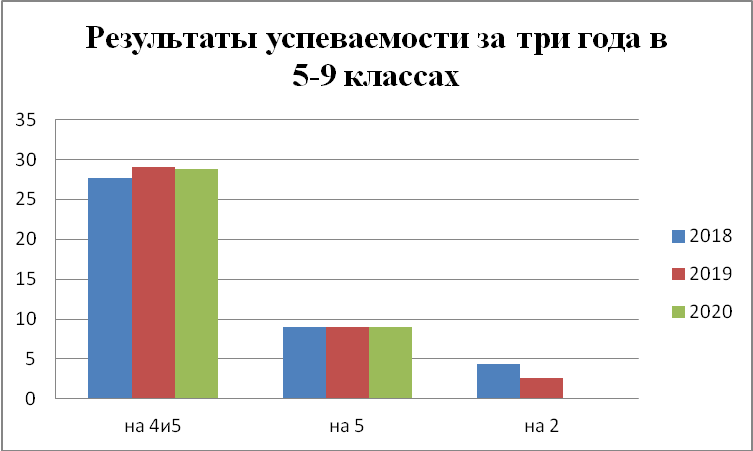 Результаты успеваемости за три года в
5-9 классах
35
30
25
20
15
10
5
0
на 4и5
на 5
на 2
2018
2019
2020